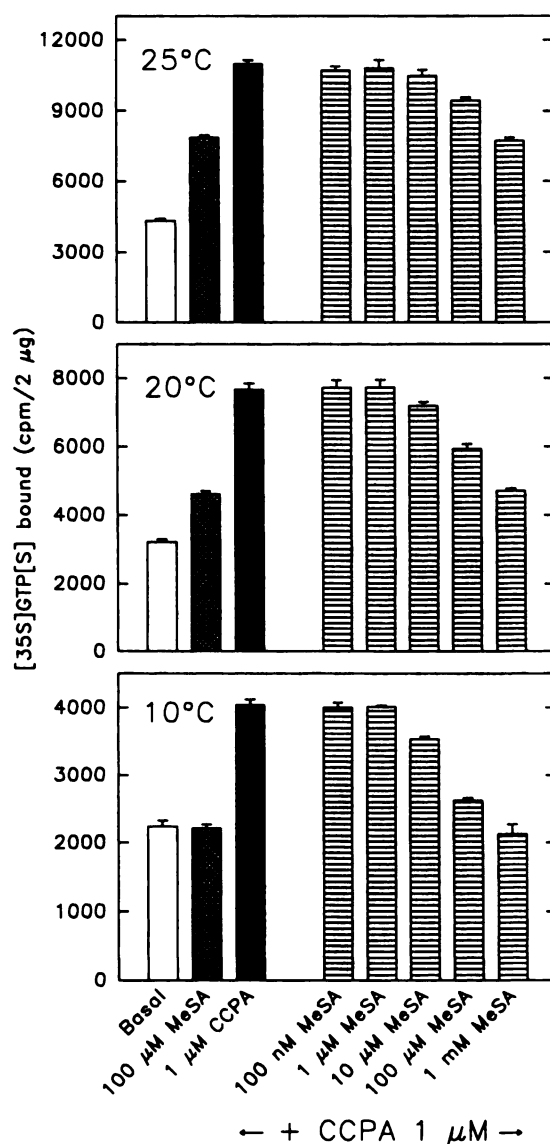 [35S]GTP[S] bound (cpm/2 μg)
25°C
12000
9000
6000
3000
0
20°C
8000
6000
4000
2000
0
10°C
4000
3000
2000
1000
0
Basal
100 μM MeSA
1 μM CCPA
100 nM MeSA
1 μM MeSA
10 μM MeSA
100 μM MeSA
1 mM MeSA
← + CCPA 1 μM →